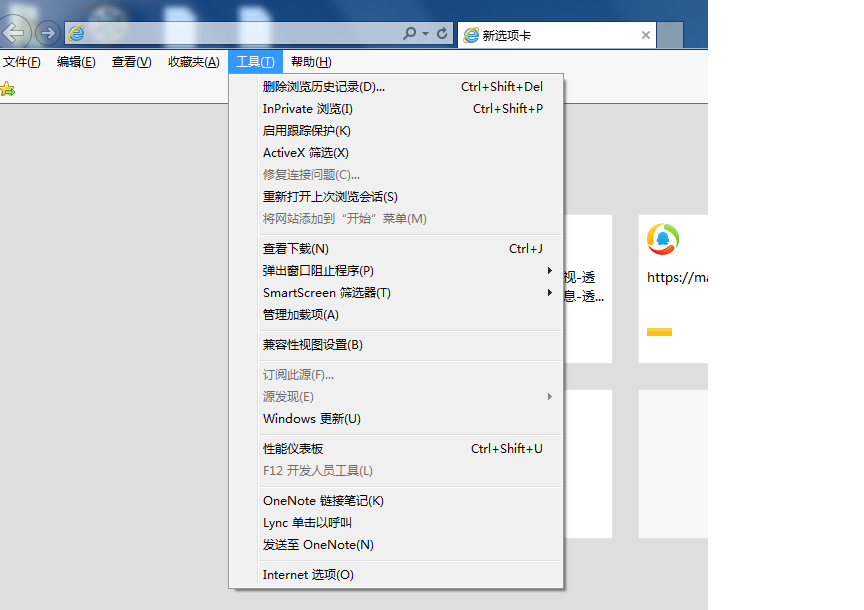 新选项卡
文件(F) 编辑(E) 查看(V) 收藏夹(A) 工具(T) 帮助(H)
删除浏览历史记录(D)... Ctrl+Shift+Del
InPrivate 浏览(I) Ctrl+Shift+P
启用跟踪保护(K)
ActiveX 筛选(X)
修复连接问题(C)...
重新打开上次浏览会话(S)
将网站添加到“开始”菜单(M)
查看下载(N) Ctrl+J
弹出窗口阻止程序(P)
SmartScreen 筛选器(T)
管理加载项(A)
兼容性视图设置(B)
订阅此源(F)...
源发现(E)
Windows 更新(U)
性能仪表板 Ctrl+Shift+U
F12 开发人员工具(L)
OneNote 链接笔记(K)
Lync 单击以呼叫
发送至 OneNote(N)
Internet 选项(O)
视-透
息-透...
https://ma